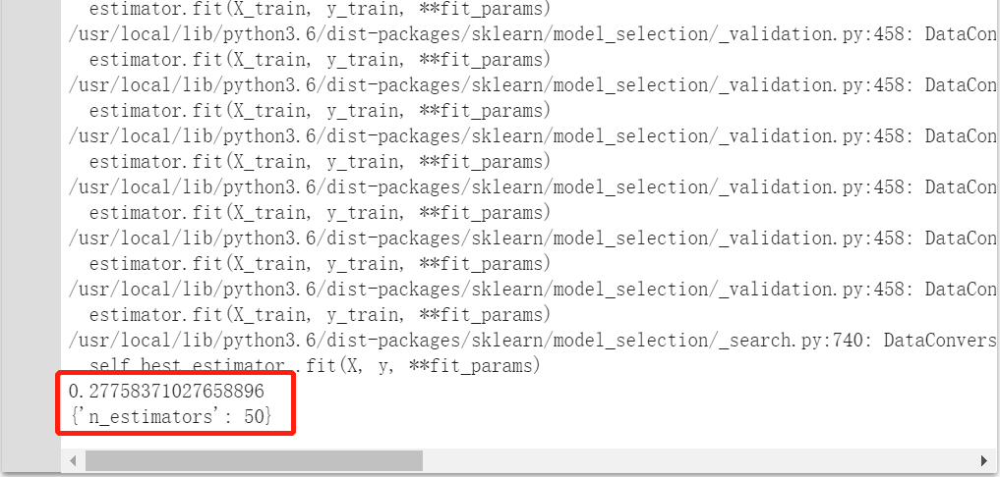 estimator.fit(X_train, y_train, **fit_params)
/usr/local/lib/python3.6/dist-packages/sklearn/model_selection/_validation.py:458: DataCon
estimator.fit(X_train, y_train, **fit_params)
/usr/local/lib/python3.6/dist-packages/sklearn/model_selection/_validation.py:458: DataCon
estimator.fit(X_train, y_train, **fit_params)
/usr/local/lib/python3.6/dist-packages/sklearn/model_selection/_validation.py:458: DataCon
estimator.fit(X_train, y_train, **fit_params)
/usr/local/lib/python3.6/dist-packages/sklearn/model_selection/_validation.py:458: DataCon
estimator.fit(X_train, y_train, **fit_params)
/usr/local/lib/python3.6/dist-packages/sklearn/model_selection/_validation.py:458: DataCon
estimator.fit(X_train, y_train, **fit_params)
/usr/local/lib/python3.6/dist-packages/sklearn/model_selection/_validation.py:458: DataCon
estimator.fit(X_train, y_train, **fit_params)
/usr/local/lib/python3.6/dist-packages/sklearn/model_selection/_search.py:740: DataConvers
self.best_estimator_.fit(X, y, **fit_params)
0.27758371027658896
{'n_estimators': 50}